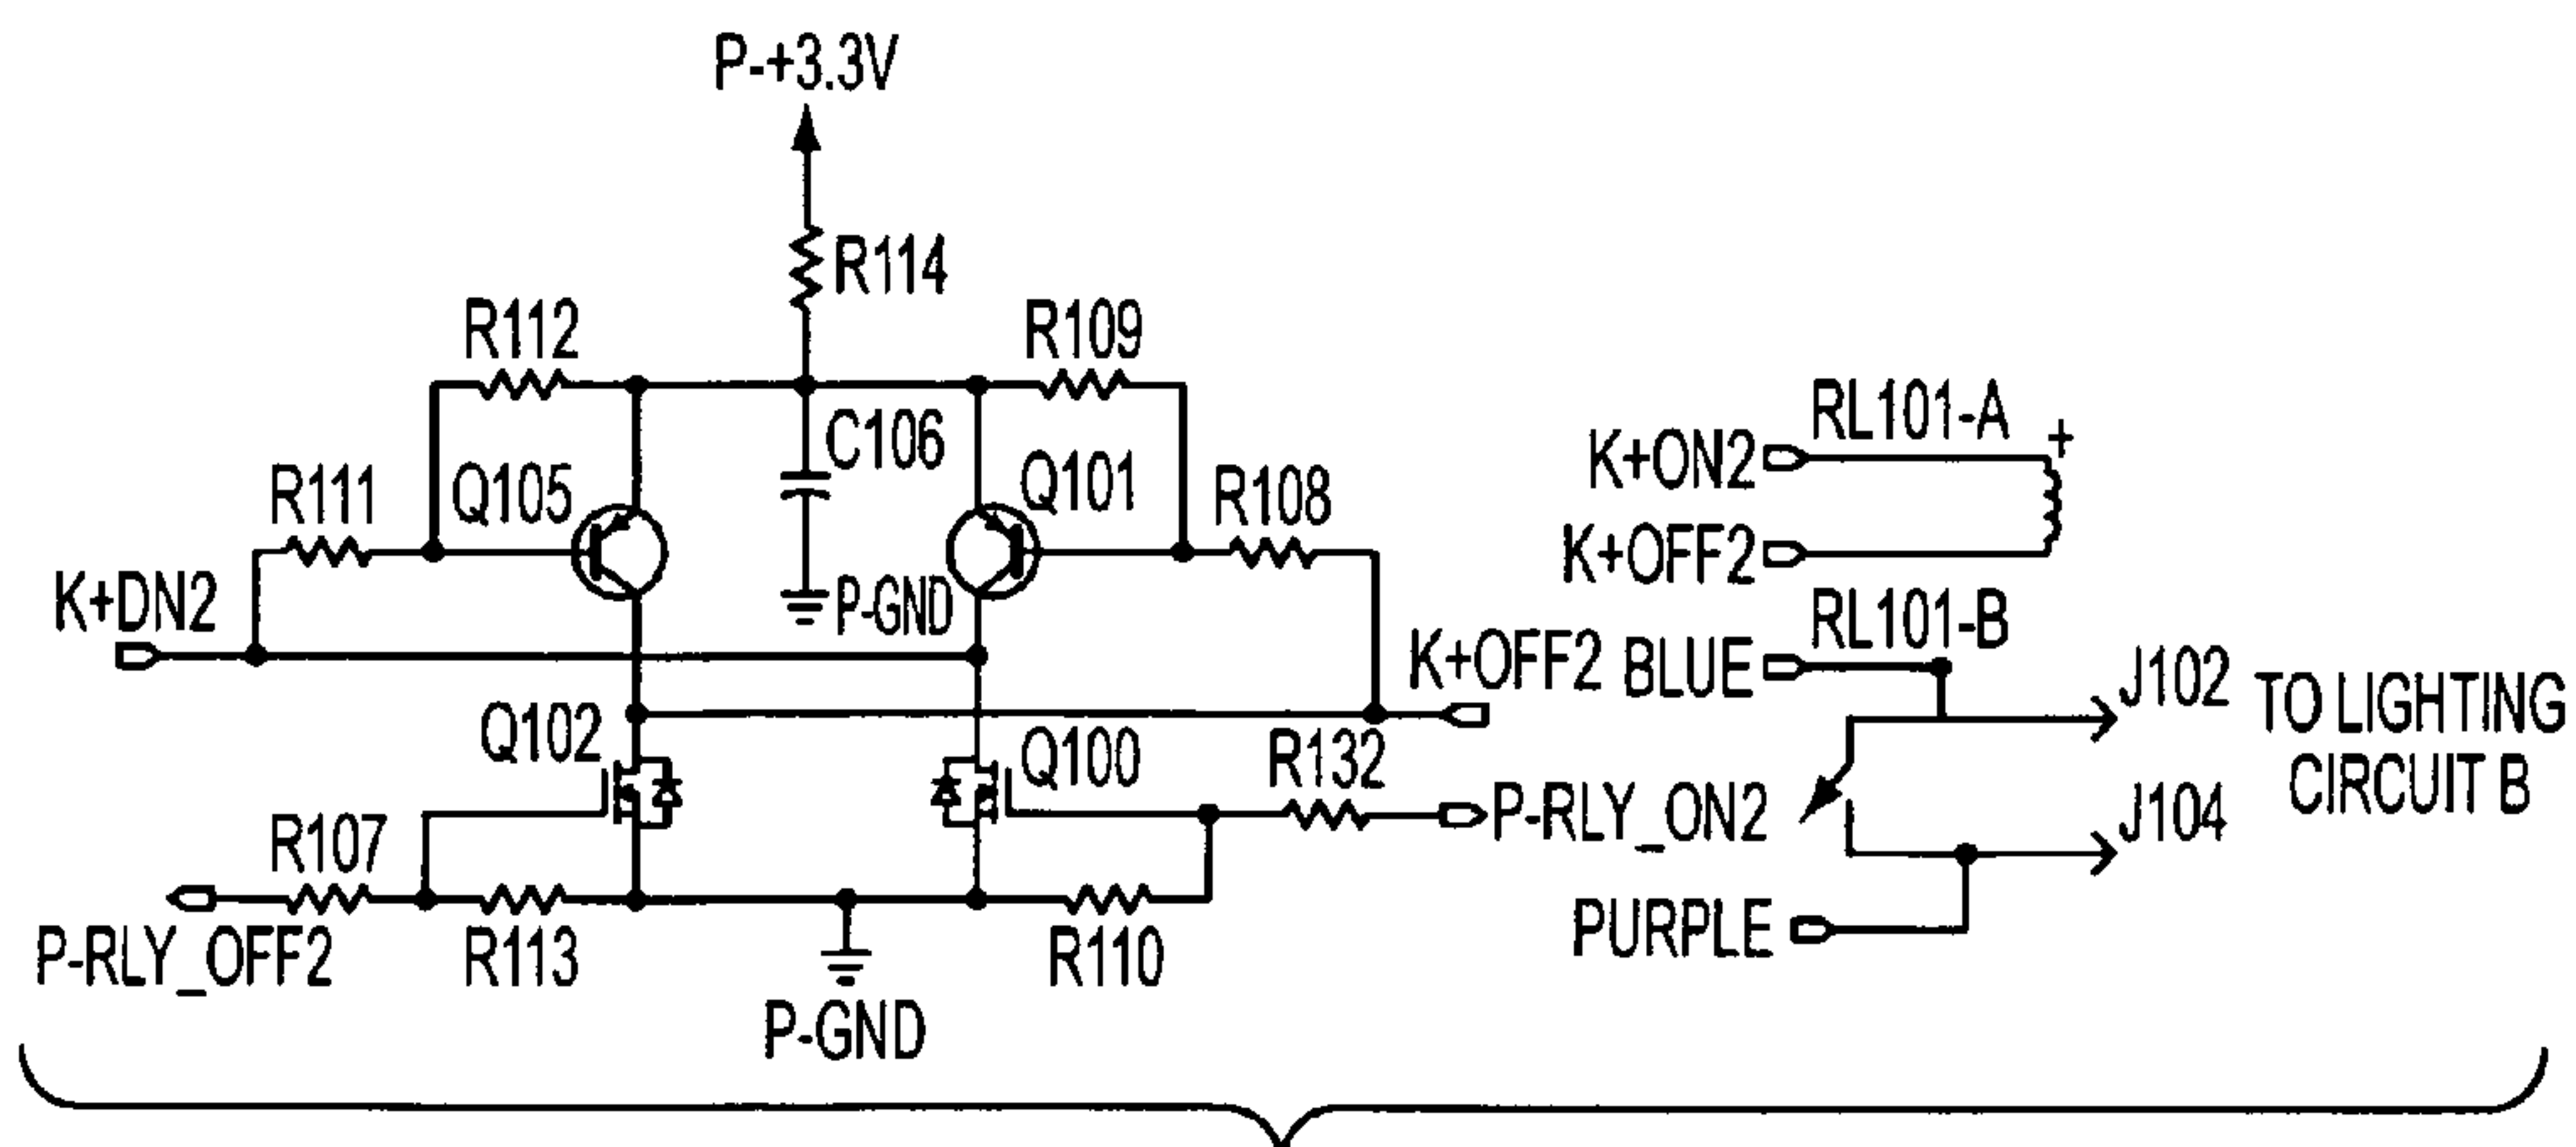 P-+3.3V
R114
R112
R109
C106
RL101-A
+
K+ON2
R111
Q105
Q101
R108
K+OFF2
K+DN2
P-GND
RL101-B
K+OFF2
BLUE
J102
TO LIGHTING
CIRCUIT B
Q102
Q100
R132
P-RLY_ON2
J104
R107
P-RLY_OFF2
R113
R110
PURPLE
P-GND